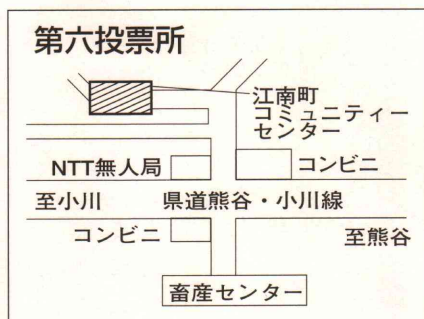 第六投票所
江南町
コミュニティー
センター
NTT無人局
コンビニ
至小川
県道熊谷・小川線
コンビニ
至熊谷
畜産センター